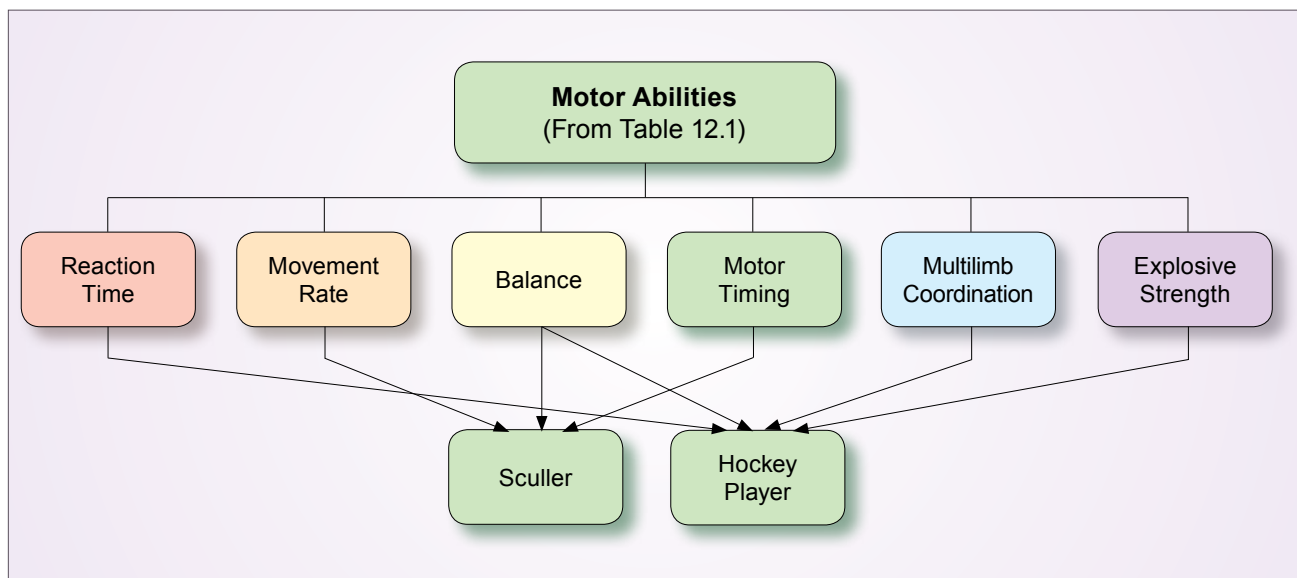 Motor Abilities
(From Table 12.1)
Reaction
Time
Movement
Rate
Balance
Motor
Timing
Multilimb
Coordination
Explosive
Strength
Sculler
Hockey
Player